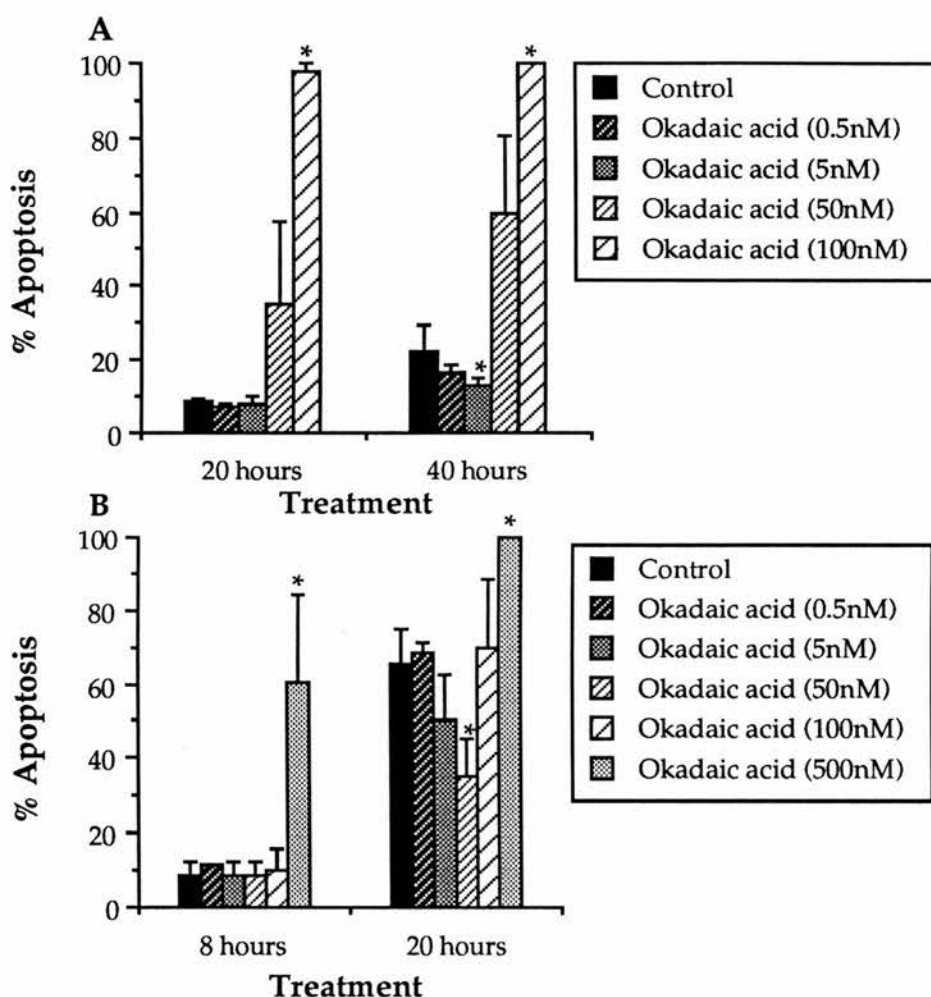 A
% Apoptosis
100
80
60
40
20
0
*
*
*
20 hours
40 hours
Treatment
Control
Okadaic acid (0.5nM)
Okadaic acid (5nM)
Okadaic acid (50nM)
Okadaic acid (100nM)
B
% Apoptosis
100
80
60
40
20
0
*
*
*
8 hours
20 hours
Treatment
Control
Okadaic acid (0.5nM)
Okadaic acid (5nM)
Okadaic acid (50nM)
Okadaic acid (100nM)
Okadaic acid (500nM)